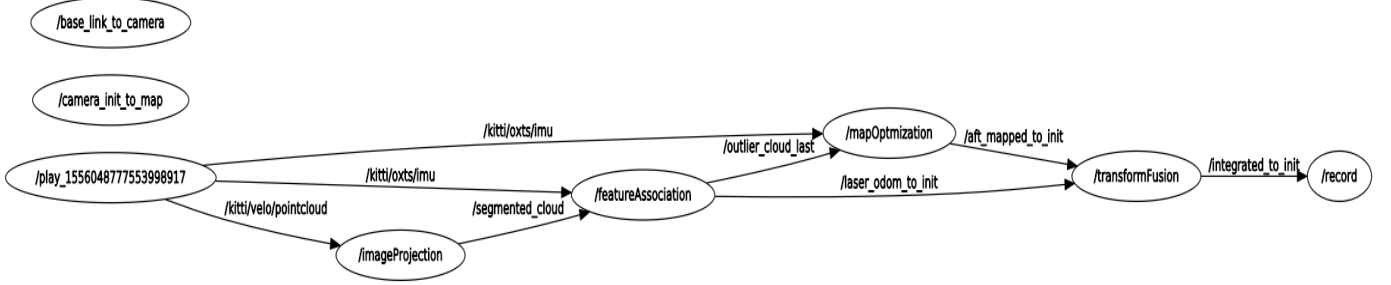 /base_link_to_camera
/camera_init_to_map
/play_1556048777553998917
/kitti/oxts/imu
/kitti/oxts/imu
/kitti/velo/pointcloud
/imageProjection
/segmented_cloud
/featureAssociation
/outlier_cloud_last
/laser_odom_to_init
/mapOptmization
/aft_mapped_to_init
/transformFusion
/integrated_to_init
/record